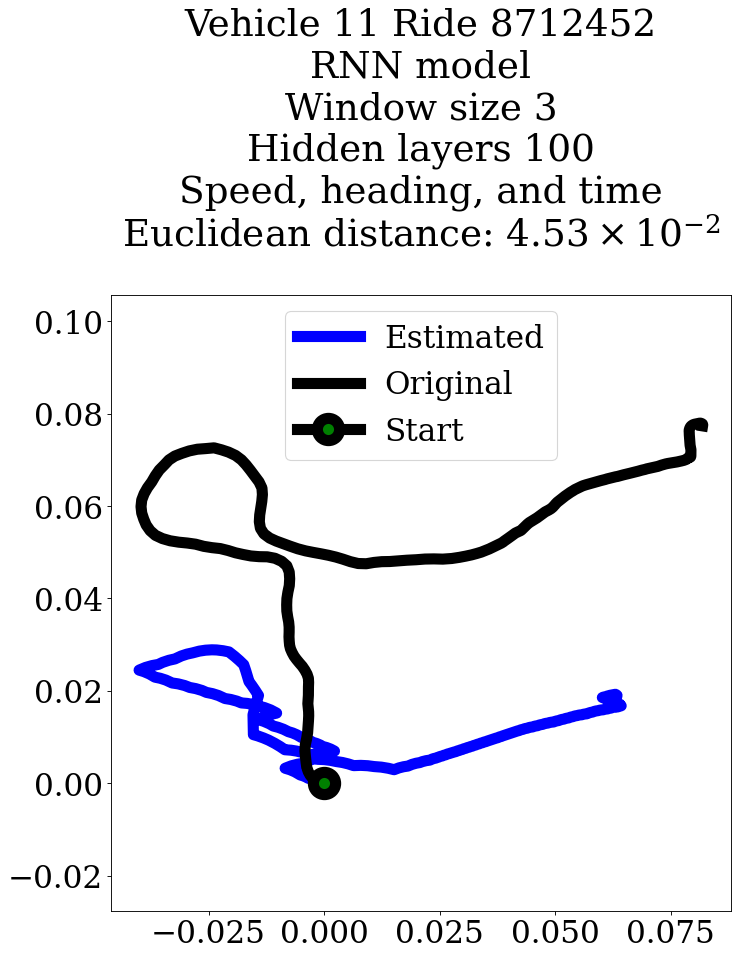 Vehicle 11 Ride 8712452
RNN model
Window size 3
Hidden layers 100
Speed, heading, and time
Euclidean distance: 4.53 × 10⁻²
Estimated
Original
Start
0.10
0.08
0.06
0.04
0.02
0.00
−0.02
−0.025 0.000 0.025 0.050 0.075